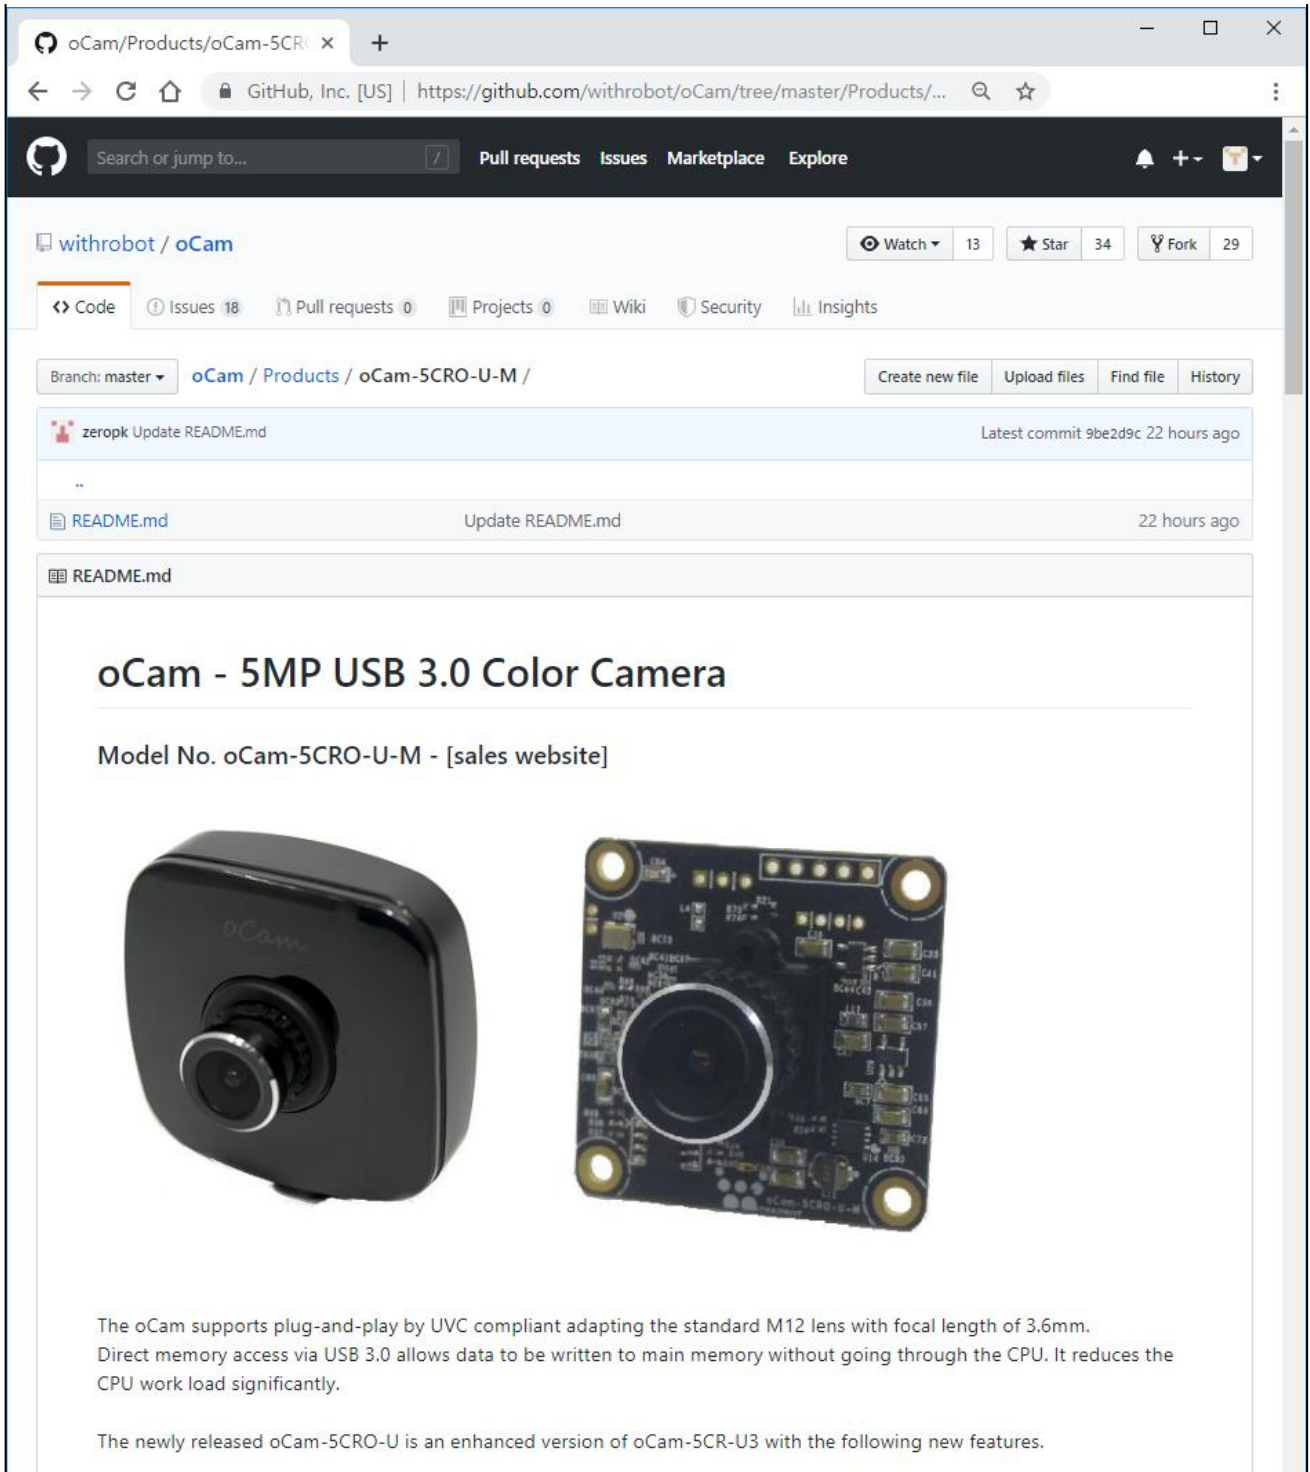 oCam/Products/oCam-5CR
GitHub, Inc. [US] | https://github.com/withrobot/oCam/tree/master/Products/...
Search or jump to... / Pull requests Issues Marketplace Explore
withrobot / oCam Watch 13 Star 34 Fork 29
Code Issues 18 Pull requests 0 Projects 0 Wiki Security Insights
Branch: master oCam / Products / oCam-5CRO-U-M / Create new file Upload files Find file History
zeropk Update README.md Latest commit 9be2d9c 22 hours ago
..
README.md Update README.md 22 hours ago
README.md
oCam - 5MP USB 3.0 Color Camera
Model No. oCam-5CRO-U-M - [sales website]
oCam
oCam-5CRO-U-M
The oCam supports plug-and-play by UVC compliant adapting the standard M12 lens with focal length of 3.6mm.
Direct memory access via USB 3.0 allows data to be written to main memory without going through the CPU. It reduces the
CPU work load significantly.
The newly released oCam-5CRO-U is an enhanced version of oCam-5CR-U3 with the following new features.